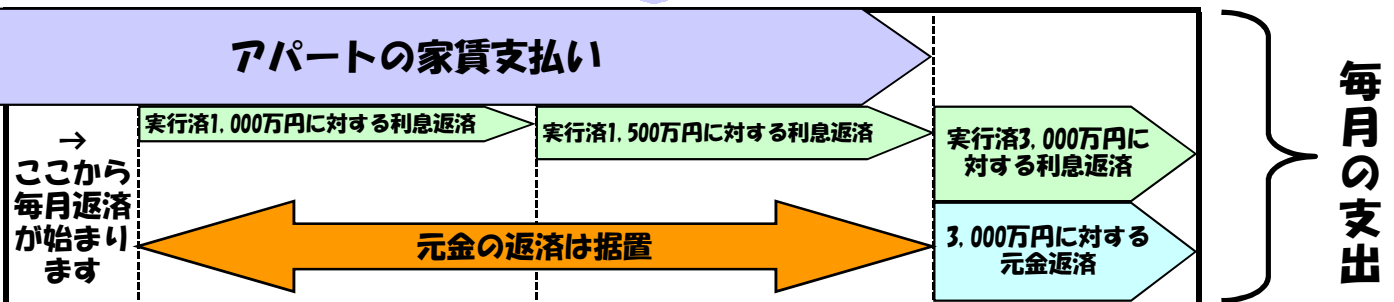 アパートの家賃支払い
→
ここから
毎月返済
が始まり
ます
実行済1,000万円に対する利息返済
実行済1,500万円に対する利息返済
実行済3,000万円に
対する利息返済
元金の返済は据置
3,000万円に対する
元金返済
毎月の支出